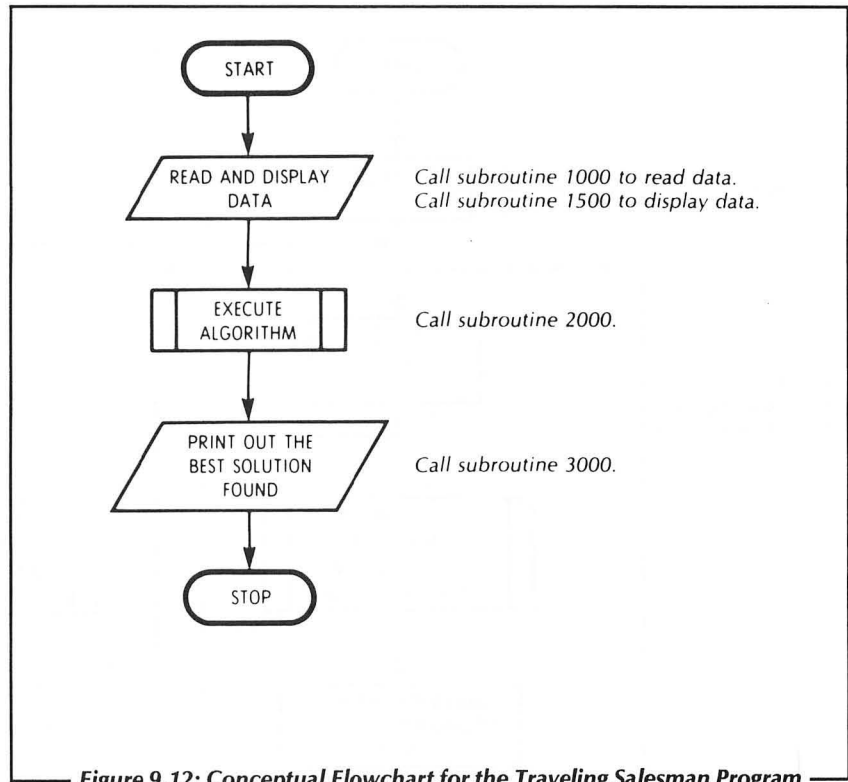 START
READ AND DISPLAY
DATA
Call subroutine 1000 to read data.
Call subroutine 1500 to display data.
EXECUTE
ALGORITHM
Call subroutine 2000.
PRINT OUT THE
BEST SOLUTION
FOUND
Call subroutine 3000.
STOP
Figure 9.12: Conceptual Flowchart for the Traveling Salesman Program